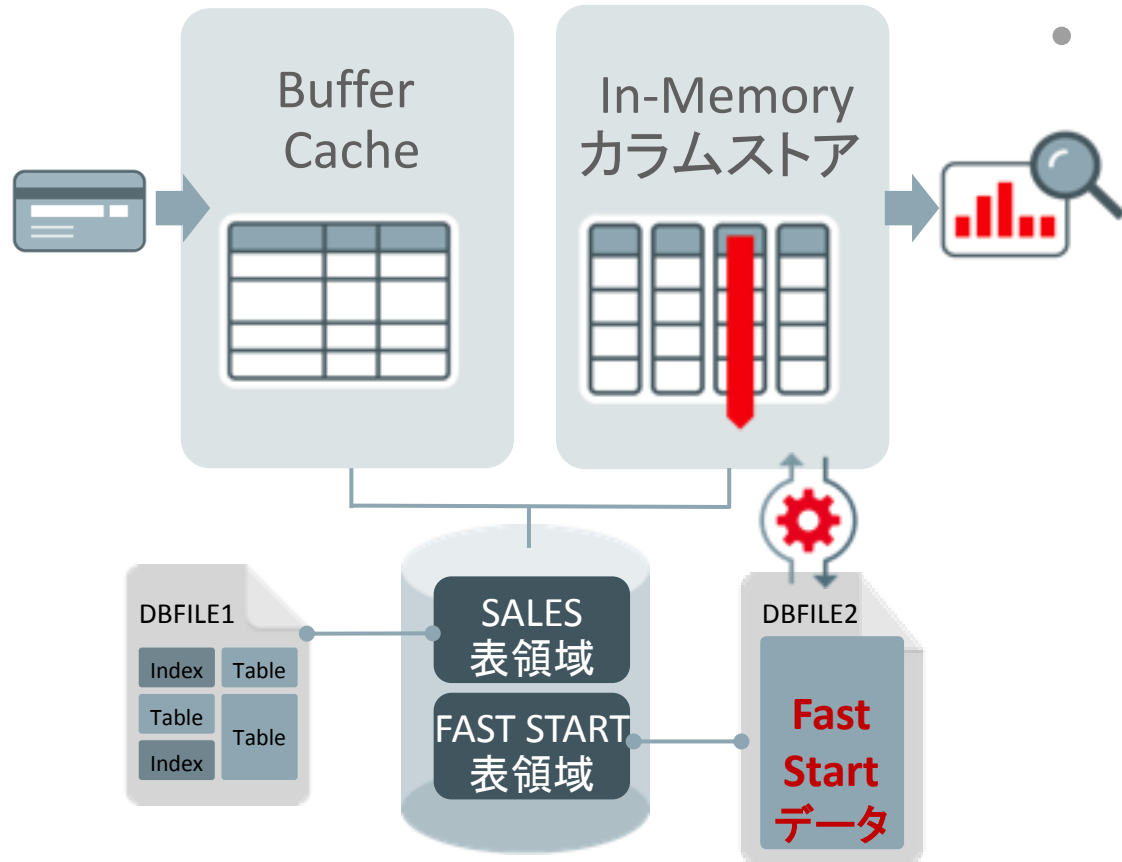 Buffer
Cache
In-Memory
カラムストア
DBFILE1
Index
Table
Table
Table
Index
SALES
表領域
FAST START
表領域
DBFILE2
Fast
Start
データ